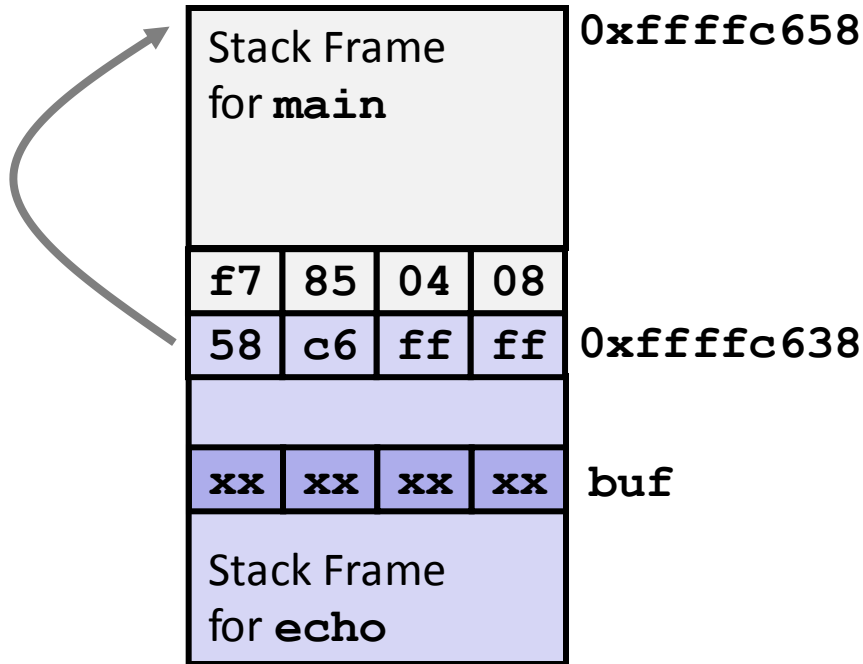 Stack Frame 0xffffc658
for main
f7 85 04 08
58 c6 ff ff 0xffffc638
xx xx xx xx buf
Stack Frame
for echo